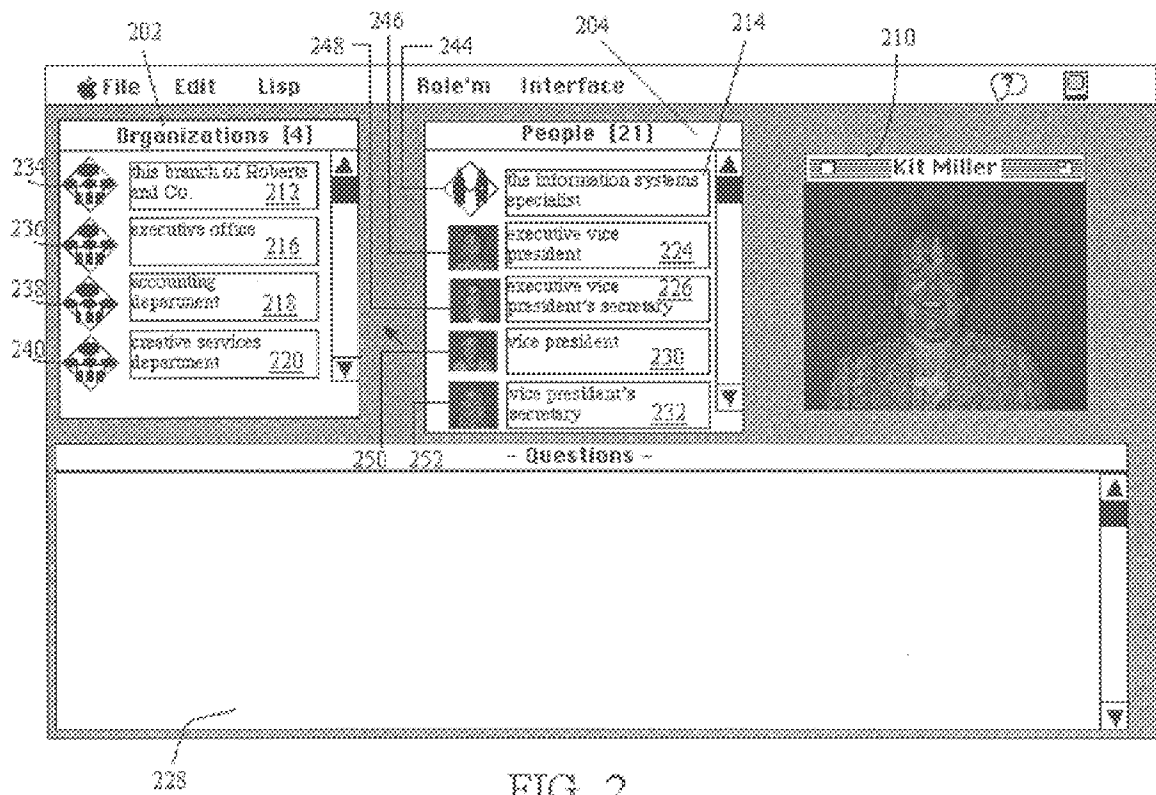 202
246
248
244
204
214
210
File Edit Lisp Role'm Interface
Organizations (4)
People (21)
Kit Miller
234
this branch of Roberts
and Co. 212
the information systems
specialist
236
executive office
216
executive vice
president 224
238
accounting
department 218
executive vice 226
president's secretary
240
creative services
department 220
vice president
230
vice president's
secretary 232
250 252
- Questions -
228
FIG. 2